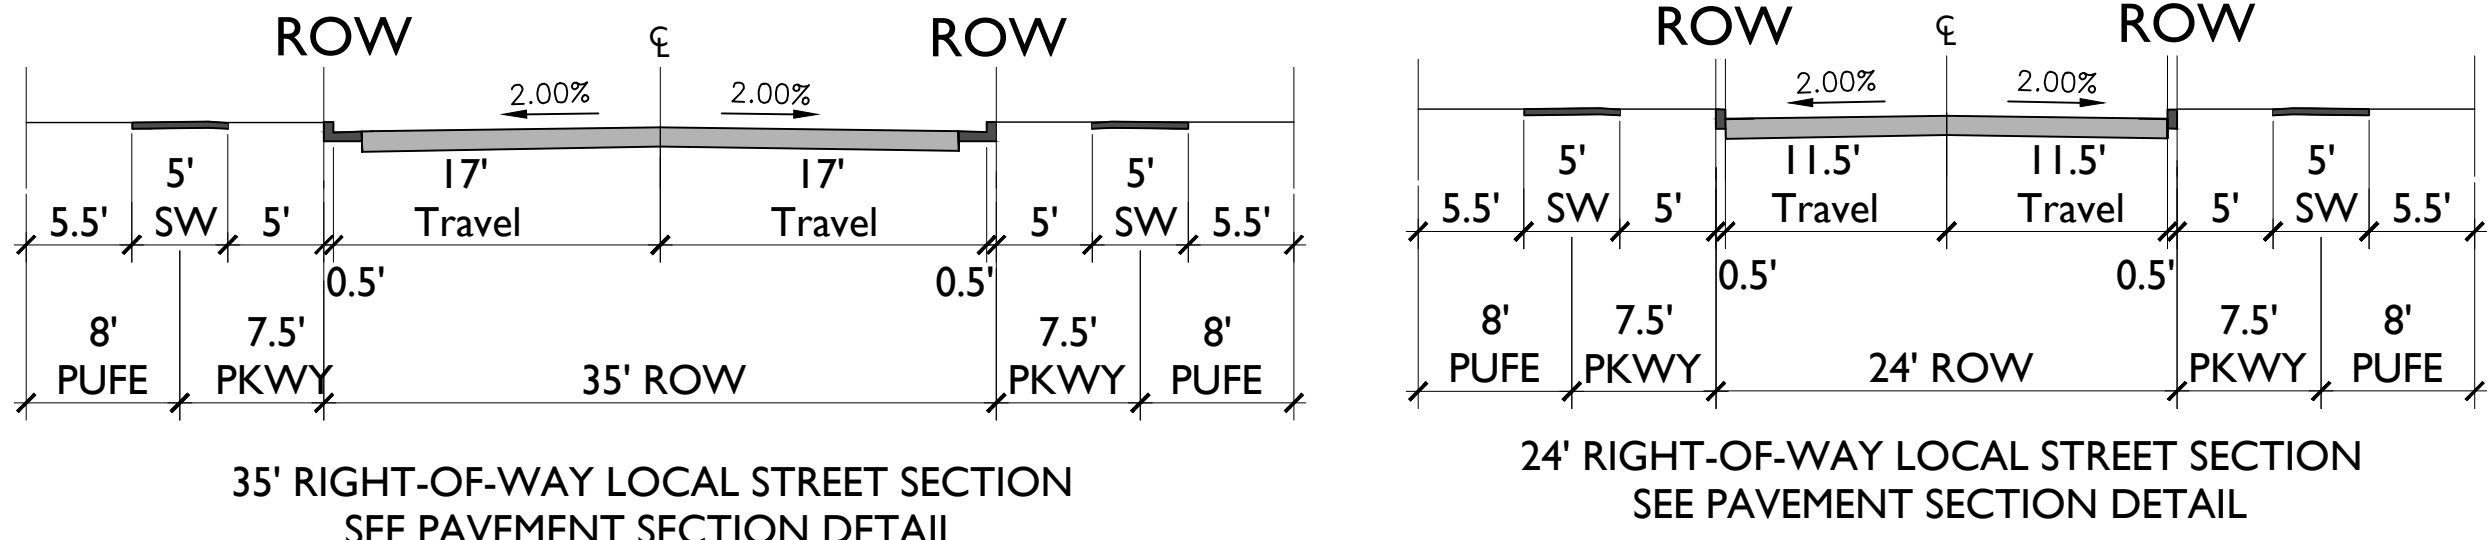 ROW ℄ ROW
2.00% 2.00%
5' 17' 17' 5'
5.5' SW 5' Travel Travel 5' SW 5.5'
0.5' 0.5'
8' 7.5' 7.5' 8'
PUFE PKWY 35' ROW PKWY PUFE
35' RIGHT-OF-WAY LOCAL STREET SECTION
SEE PAVEMENT SECTION DETAIL
ROW ℄ ROW
2.00% 2.00%
5' 11.5' 11.5' 5'
5.5' SW 5' Travel Travel 5' SW 5.5'
0.5' 0.5'
8' 7.5' 7.5' 8'
PUFE PKWY 24' ROW PKWY PUFE
24' RIGHT-OF-WAY LOCAL STREET SECTION
SEE PAVEMENT SECTION DETAIL